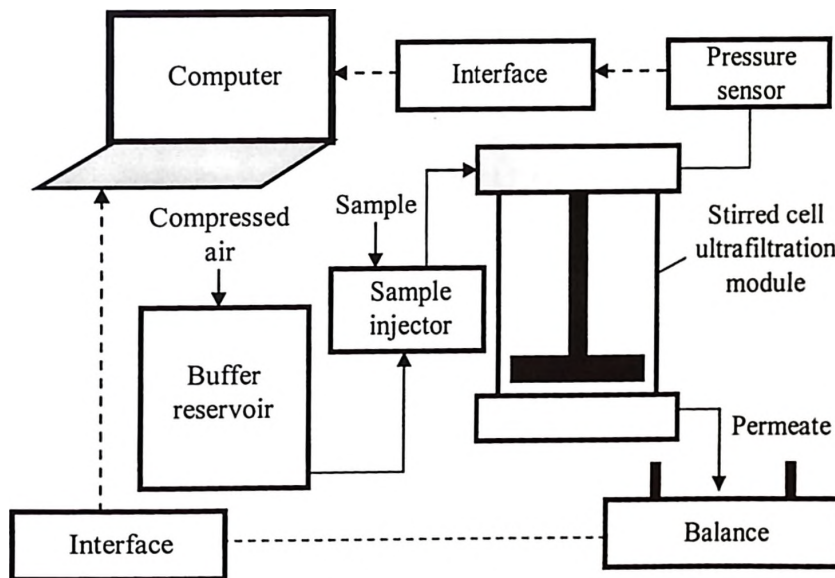 Computer
Interface
Pressure
sensor
Compressed
air
Sample
Stirred cell
ultrafiltration
module
Sample
injector
Buffer
reservoir
Permeate
Interface
Balance